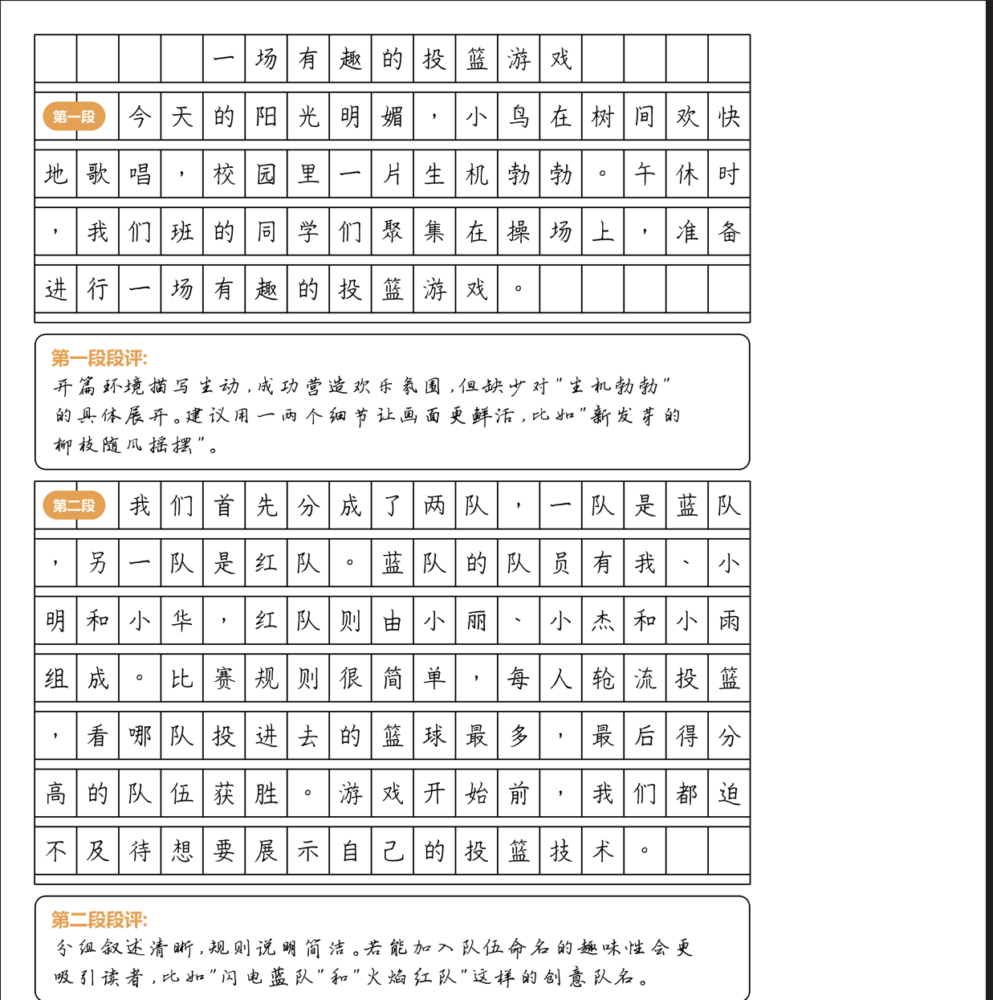 一场有趣的投篮游戏
第一段 今天的阳光明媚，小鸟在树间欢快
地歌唱，校园里一片生机勃勃。午休时
，我们班的同学们聚集在操场上，准备
进行一场有趣的投篮游戏。
第一段段评:
开篇环境描写生动,成功营造欢乐氛围,但缺少对"生机勃勃"
的具体展开。建议用一两个细节让画面更鲜活,比如"新发芽的
柳枝随风摇摆"。
第二段 我们首先分成了两队，一队是蓝队
，另一队是红队。蓝队的队员有我、小
明和小华，红队则由小丽、小杰和小雨
组成。比赛规则很简单，每人轮流投篮
，看哪队投进去的篮球最多，最后得分
高的队伍获胜。游戏开始前，我们都迫
不及待想要展示自己的投篮技术。
第二段段评:
分组叙述清晰,规则说明简洁。若能加入队伍命名的趣味性会更
吸引读者,比如"闪电蓝队"和"火焰红队"这样的创意队名。